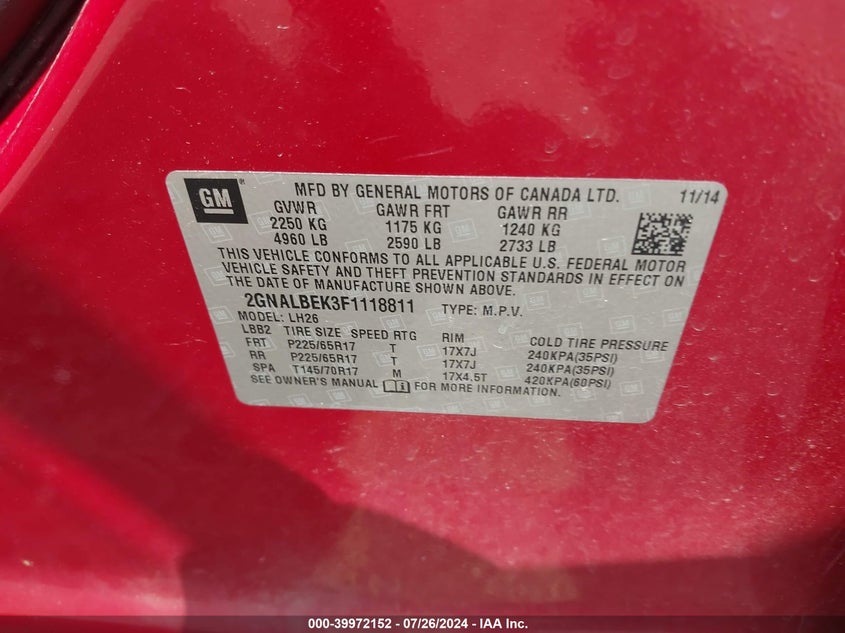 GM ® MFD BY GENERAL MOTORS OF CANADA LTD. 11/14
GVWR GAWR FRT GAWR RR
2250 KG 1175 KG 1240 KG
4960 LB 2590 LB 2733 LB
THIS VEHICLE CONFORMS TO ALL APPLICABLE U.S. FEDERAL MOTOR
VEHICLE SAFETY AND THEFT PREVENTION STANDARDS IN EFFECT ON
THE DATE OF MANUFACTURE SHOWN ABOVE.
2GNALBEK3F1118811 TYPE: M.P.V.
MODEL: LH26
LBB2 TIRE SIZE SPEED RTG RIM COLD TIRE PRESSURE
FRT P225/65R17 T 17X7J 240KPA(35PSI)
RR P225/65R17 T 17X7J 240KPA(35PSI)
SPA T145/70R17 M 17X4.5T 420KPA(60PSI)
SEE OWNER'S MANUAL FOR MORE INFORMATION.
000-39972152 - 07/26/2024 - IAA Inc.